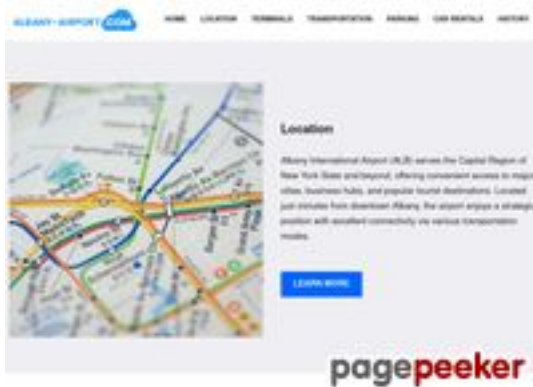 ALBANY-AIRPORT .COM
HOME LOCATION TERMINALS TRANSPORTATION PARKING CAR RENTALS HISTORY
Location
Albany International Airport (ALB) serves the Capital Region of
New York State and beyond, offering convenient access to major
cities, business hubs, and popular tourist destinations. Located
just minutes from downtown Albany, the airport enjoys a strategic
position with excellent connectivity via various transportation
modes.
LEARN MORE
pagepeeker